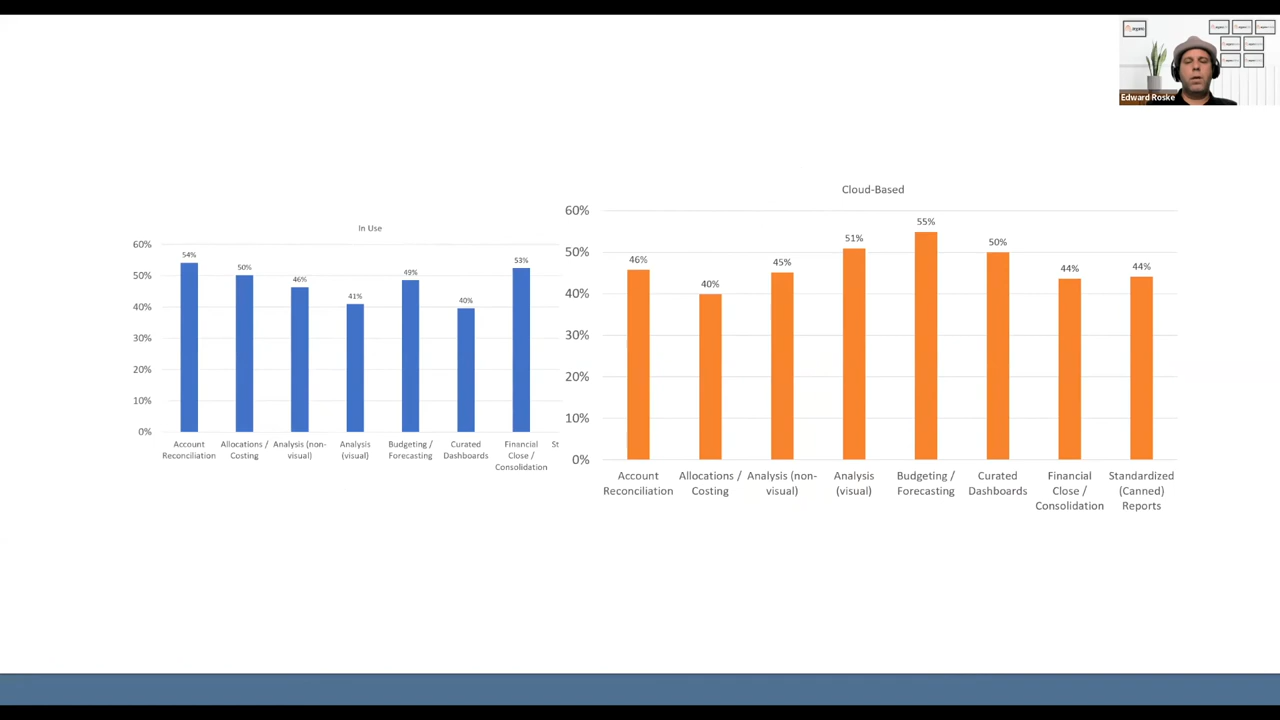 Edward Roske
In Use
60%
50%
40%
30%
20%
10%
0%
54%
50%
46%
41%
49%
40%
53%
Account
Reconciliation
Allocations /
Costing
Analysis (non-
visual)
Analysis
(visual)
Budgeting /
Forecasting
Curated
Dashboards
Financial
Close /
Consolidation
St
Cloud-Based
60%
50%
40%
30%
20%
10%
0%
46%
40%
45%
51%
55%
50%
44%
44%
Account
Reconciliation
Allocations /
Costing
Analysis (non-
visual)
Analysis
(visual)
Budgeting /
Forecasting
Curated
Dashboards
Financial
Close /
Consolidation
Standardized
(Canned)
Reports